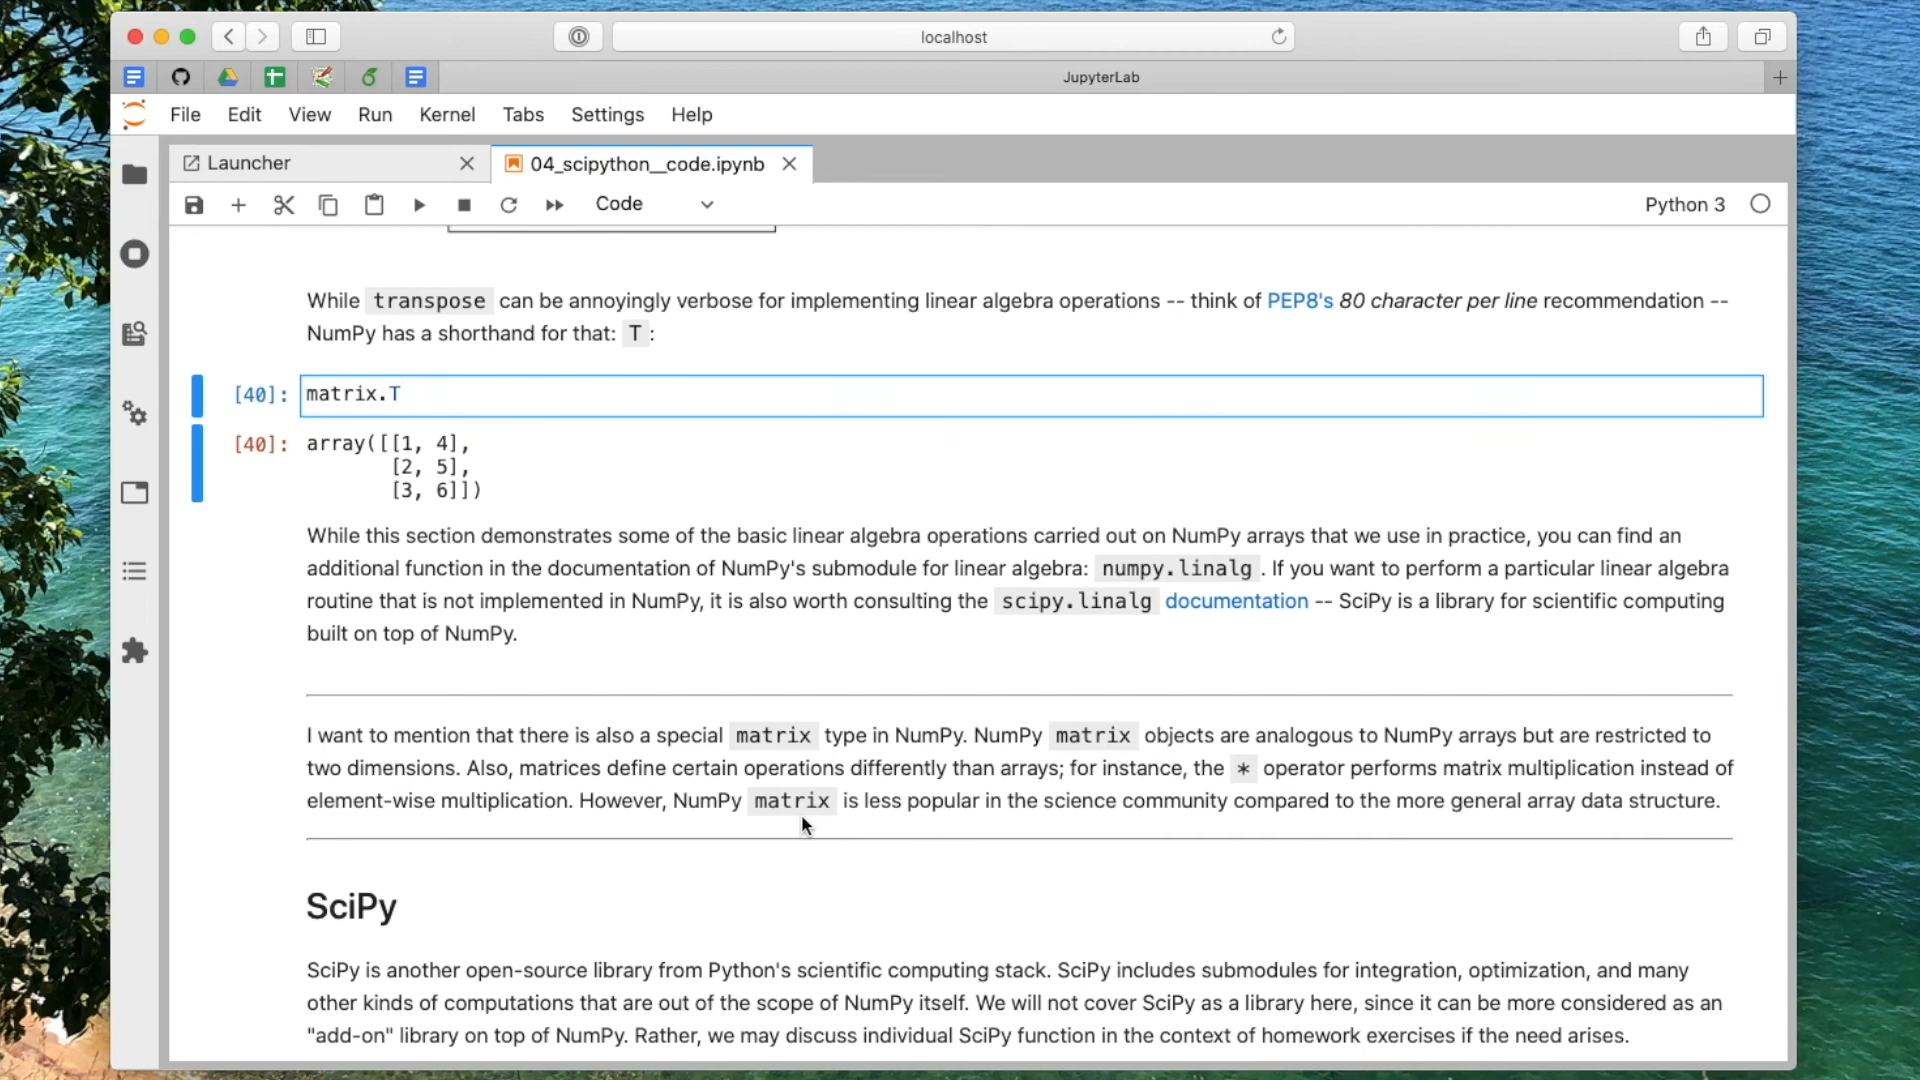 localhost
JupyterLab
File Edit View Run Kernel Tabs Settings Help
Launcher
04_scipython__code.ipynb
Code
Python 3
While transpose can be annoyingly verbose for implementing linear algebra operations -- think of PEP8's 80 character per line recommendation --
NumPy has a shorthand for that: T :
[40]: matrix.T
[40]: array([[1, 4],
[2, 5],
[3, 6]])
While this section demonstrates some of the basic linear algebra operations carried out on NumPy arrays that we use in practice, you can find an
additional function in the documentation of NumPy's submodule for linear algebra: numpy.linalg . If you want to perform a particular linear algebra
routine that is not implemented in NumPy, it is also worth consulting the scipy.linalg documentation -- SciPy is a library for scientific computing
built on top of NumPy.
I want to mention that there is also a special matrix type in NumPy. NumPy matrix objects are analogous to NumPy arrays but are restricted to
two dimensions. Also, matrices define certain operations differently than arrays; for instance, the * operator performs matrix multiplication instead of
element-wise multiplication. However, NumPy matrix is less popular in the science community compared to the more general array data structure.
SciPy
SciPy is another open-source library from Python's scientific computing stack. SciPy includes submodules for integration, optimization, and many
other kinds of computations that are out of the scope of NumPy itself. We will not cover SciPy as a library here, since it can be more considered as an
"add-on" library on top of NumPy. Rather, we may discuss individual SciPy function in the context of homework exercises if the need arises.